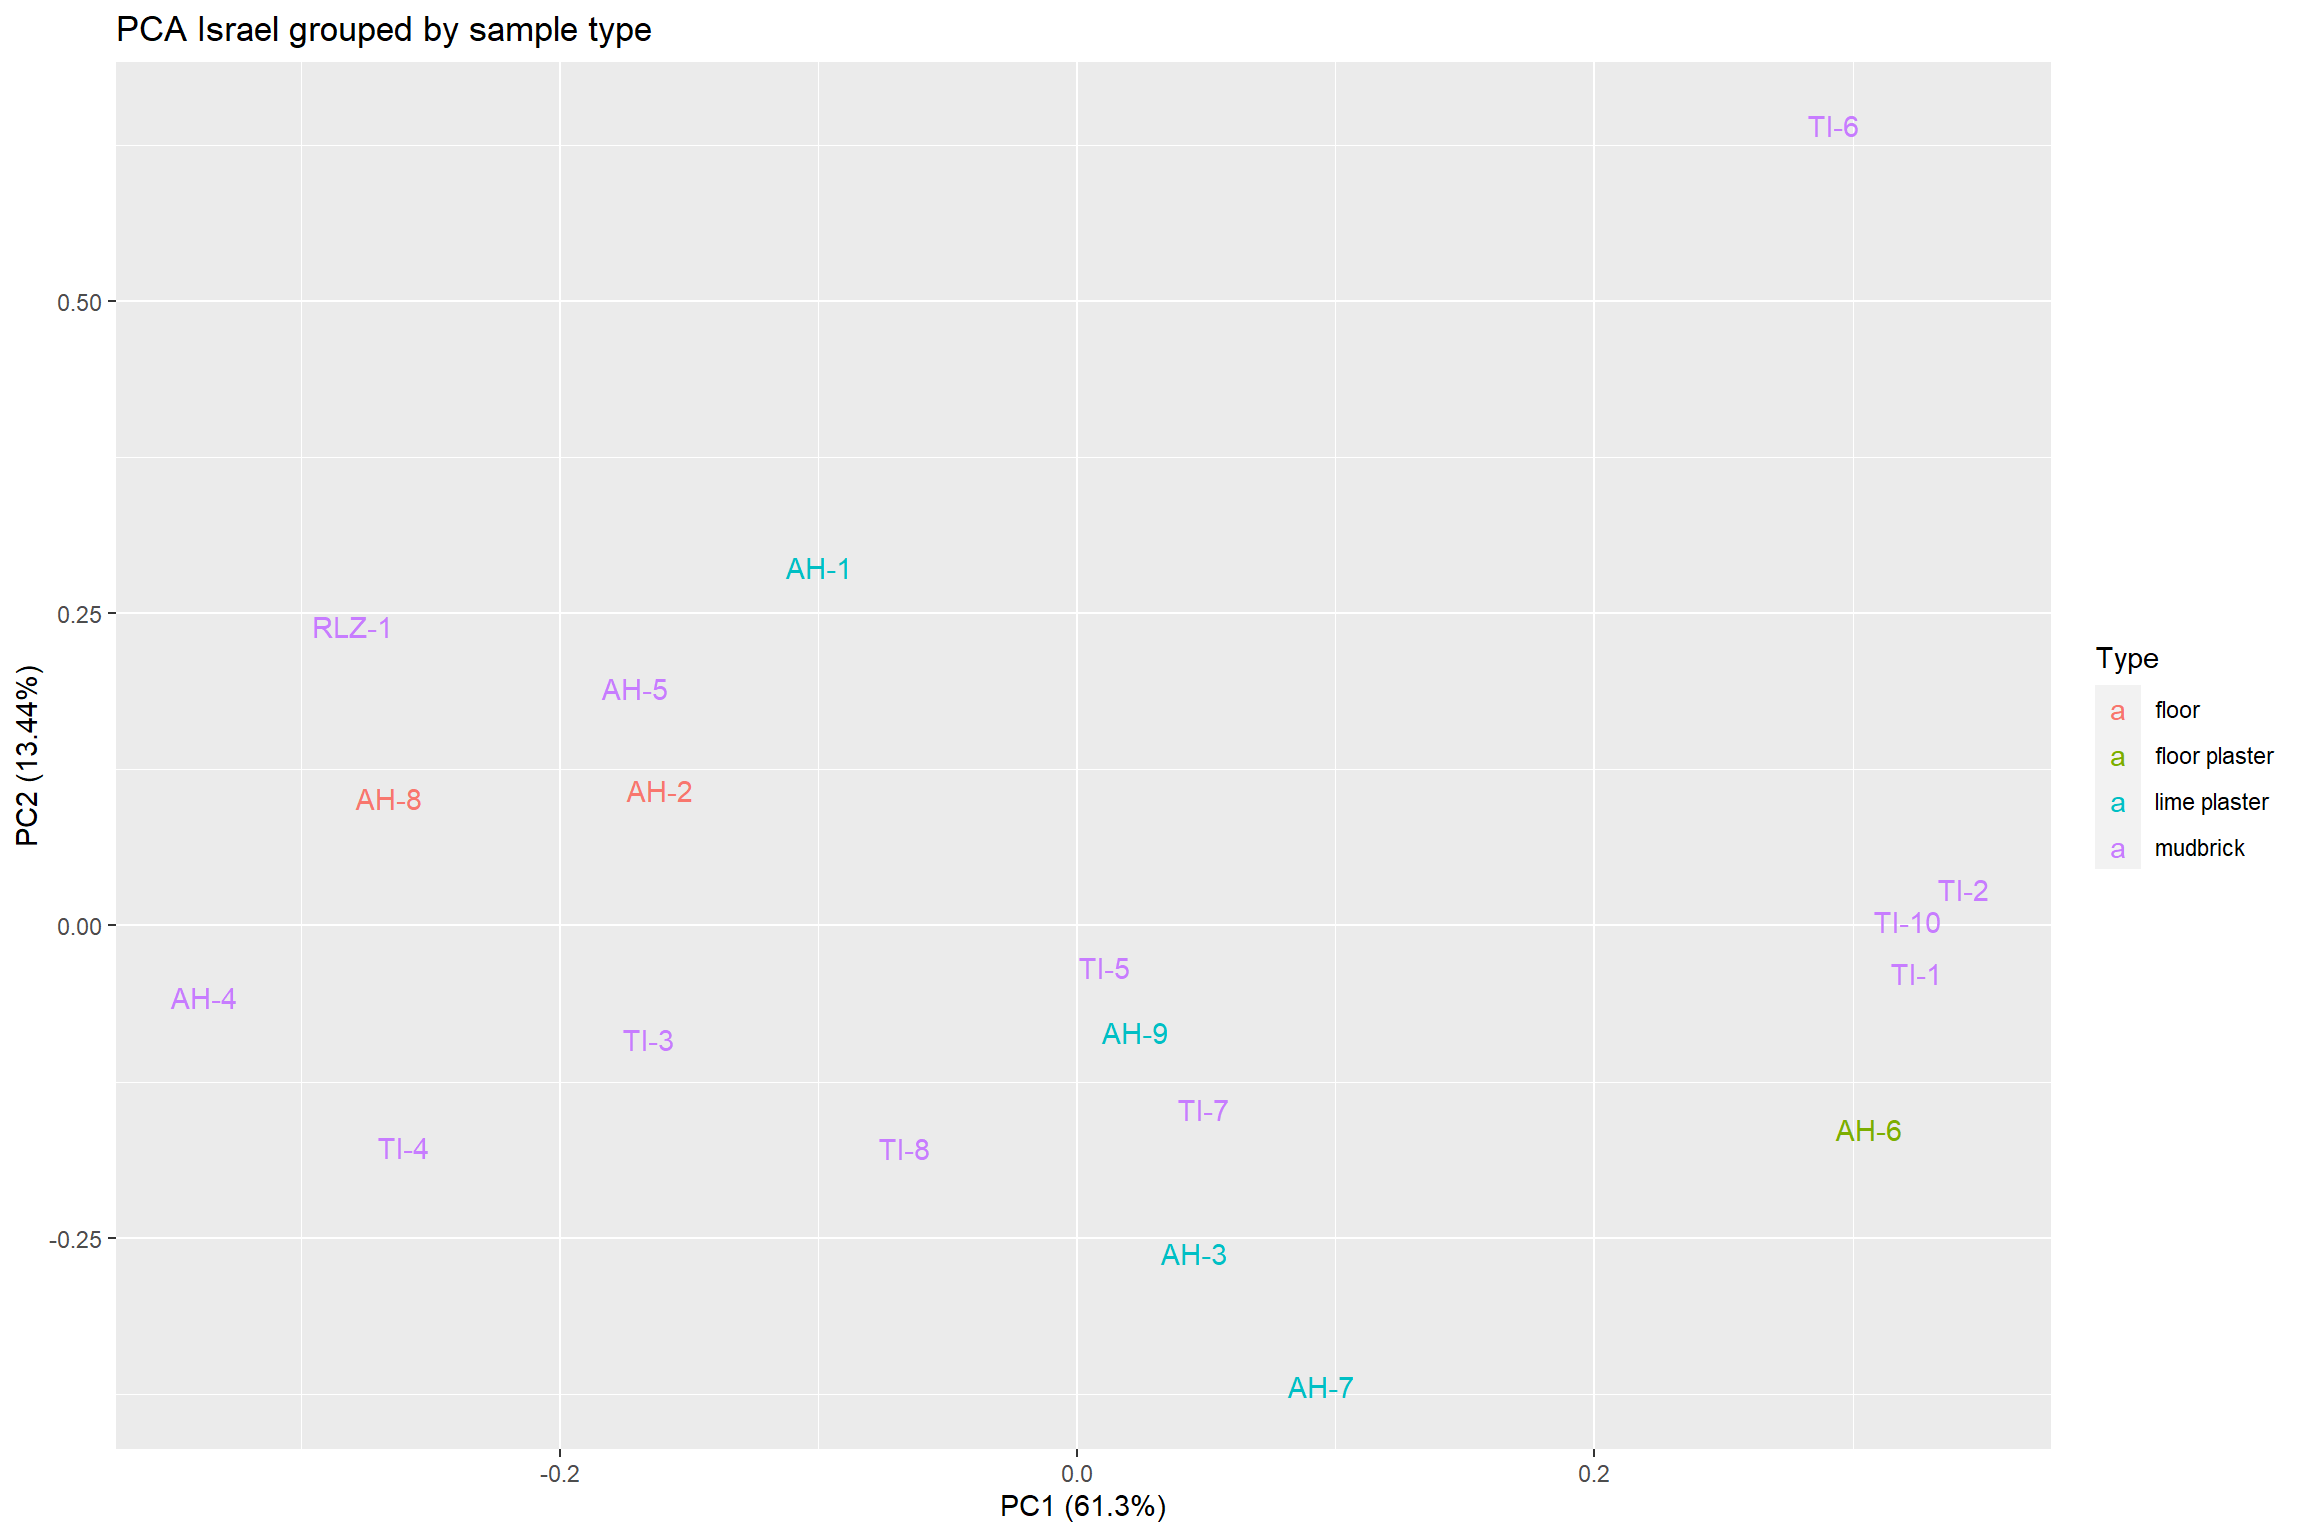 PCA Israel grouped by sample type
TI-6
0.50
AH-1
0.25
RLZ-1
AH-5
AH-2
AH-8
TI-2
TI-10
0.00
TI-5
TI-1
AH-4
AH-9
TI-3
TI-7
AH-6
TI-4
TI-8
-0.25
AH-3
AH-7
-0.2
0.0
0.2
PC1 (61.3%)
PC2 (13.44%)
Type
a floor
a floor plaster
a lime plaster
a mudbrick